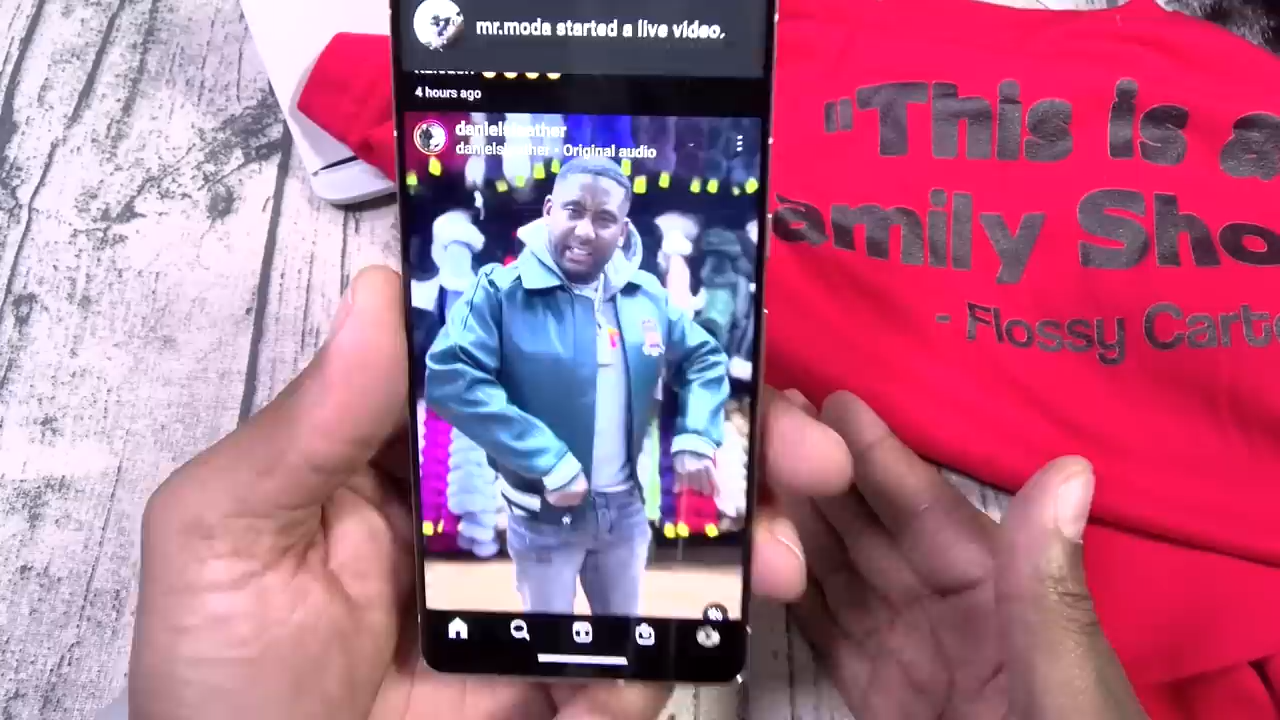 mr.moda started a live video.
4 hours ago
danielsleather
danielsleather • Original audio
"This is a
amily Sho
- Flossy Carte